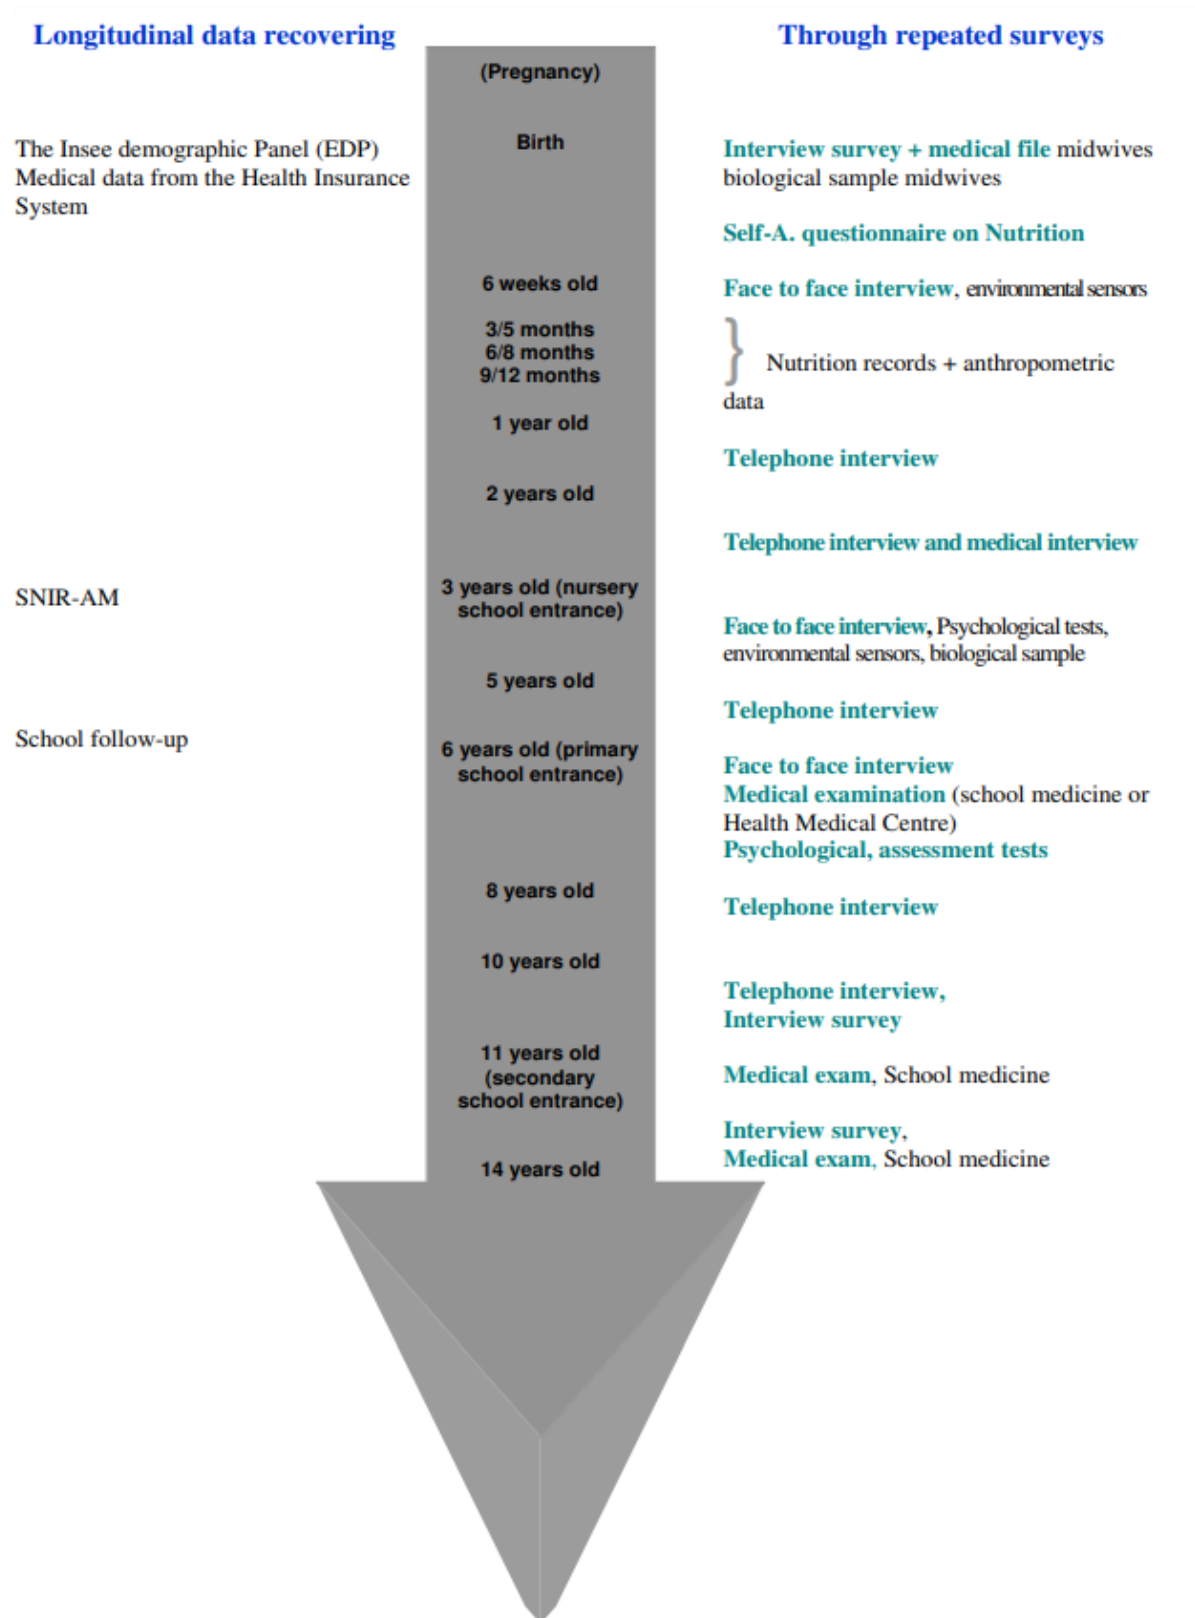 Longitudinal data recovering
Through repeated surveys
(Pregnancy)
Birth
The Insee demographic Panel (EDP)
Medical data from the Health Insurance
System
Interview survey + medical file midwives
biological sample midwives
Self-A. questionnaire on Nutrition
6 weeks old
Face to face interview, environmental sensors
3/5 months
6/8 months
9/12 months
} Nutrition records + anthropometric
data
1 year old
Telephone interview
2 years old
Telephone interview and medical interview
SNIR-AM
3 years old (nursery
school entrance)
Face to face interview, Psychological tests,
environmental sensors, biological sample
5 years old
Telephone interview
School follow-up
6 years old (primary
school entrance)
Face to face interview
Medical examination (school medicine or
Health Medical Centre)
Psychological, assessment tests
8 years old
Telephone interview
10 years old
Telephone interview,
Interview survey
11 years old
(secondary
school entrance)
Medical exam, School medicine
Interview survey,
Medical exam, School medicine
14 years old